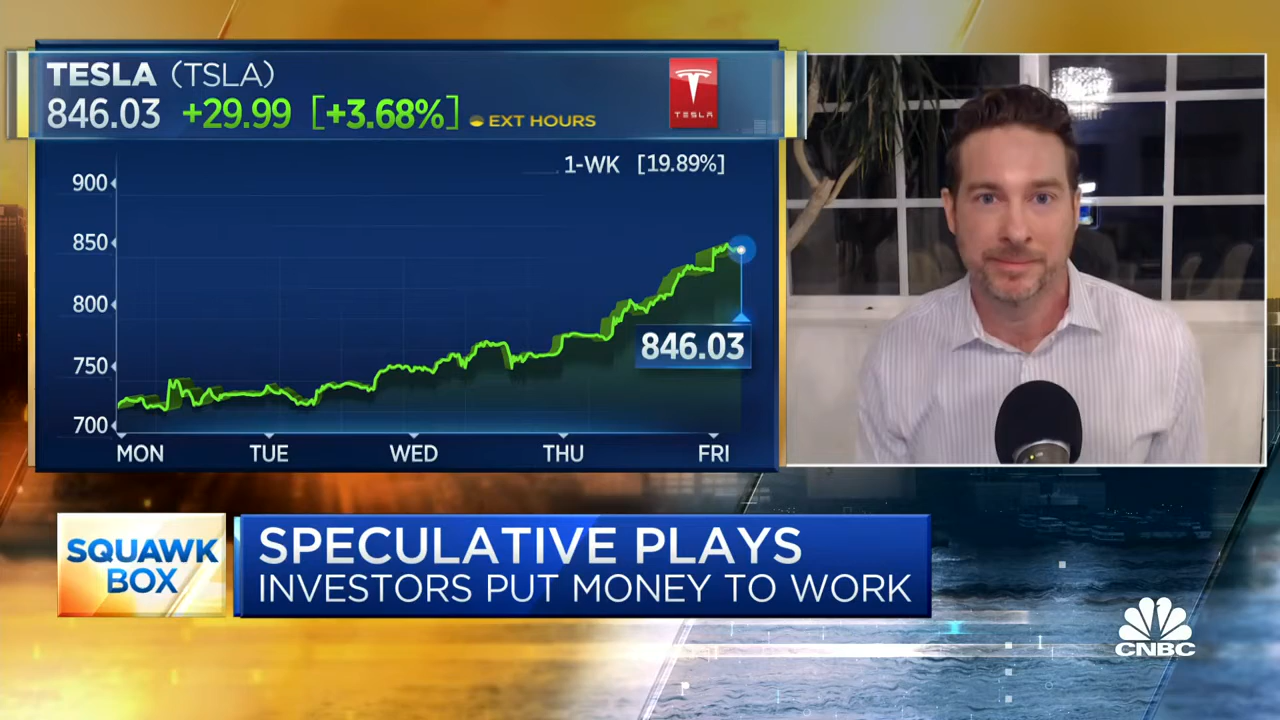 TESLA (TSLA)
846.03 +29.99 [+3.68%] EXT HOURS
TESLA
1-WK [19.89%]
900
850
800
750
700
846.03
MON TUE WED THU FRI
SQUAWK
BOX
SPECULATIVE PLAYS
INVESTORS PUT MONEY TO WORK
CNBC